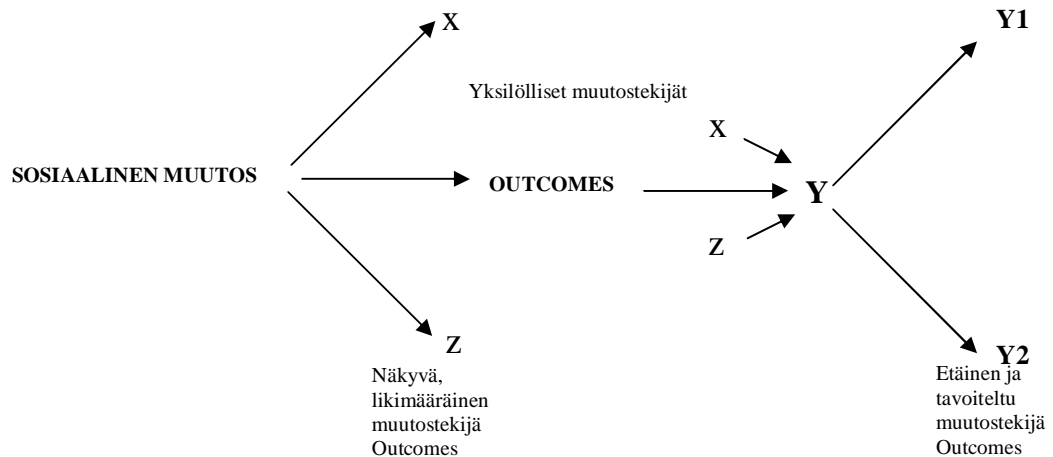 X
Y1
Yksilölliset muutostekijät
X
SOSIAALINEN MUUTOS
OUTCOMES
Y
Z
Z
Y2
Näkyvä,
likimääräinen
muutostekijä
Outcomes
Etäinen ja
tavoiteltu
muutostekijä
Outcomes